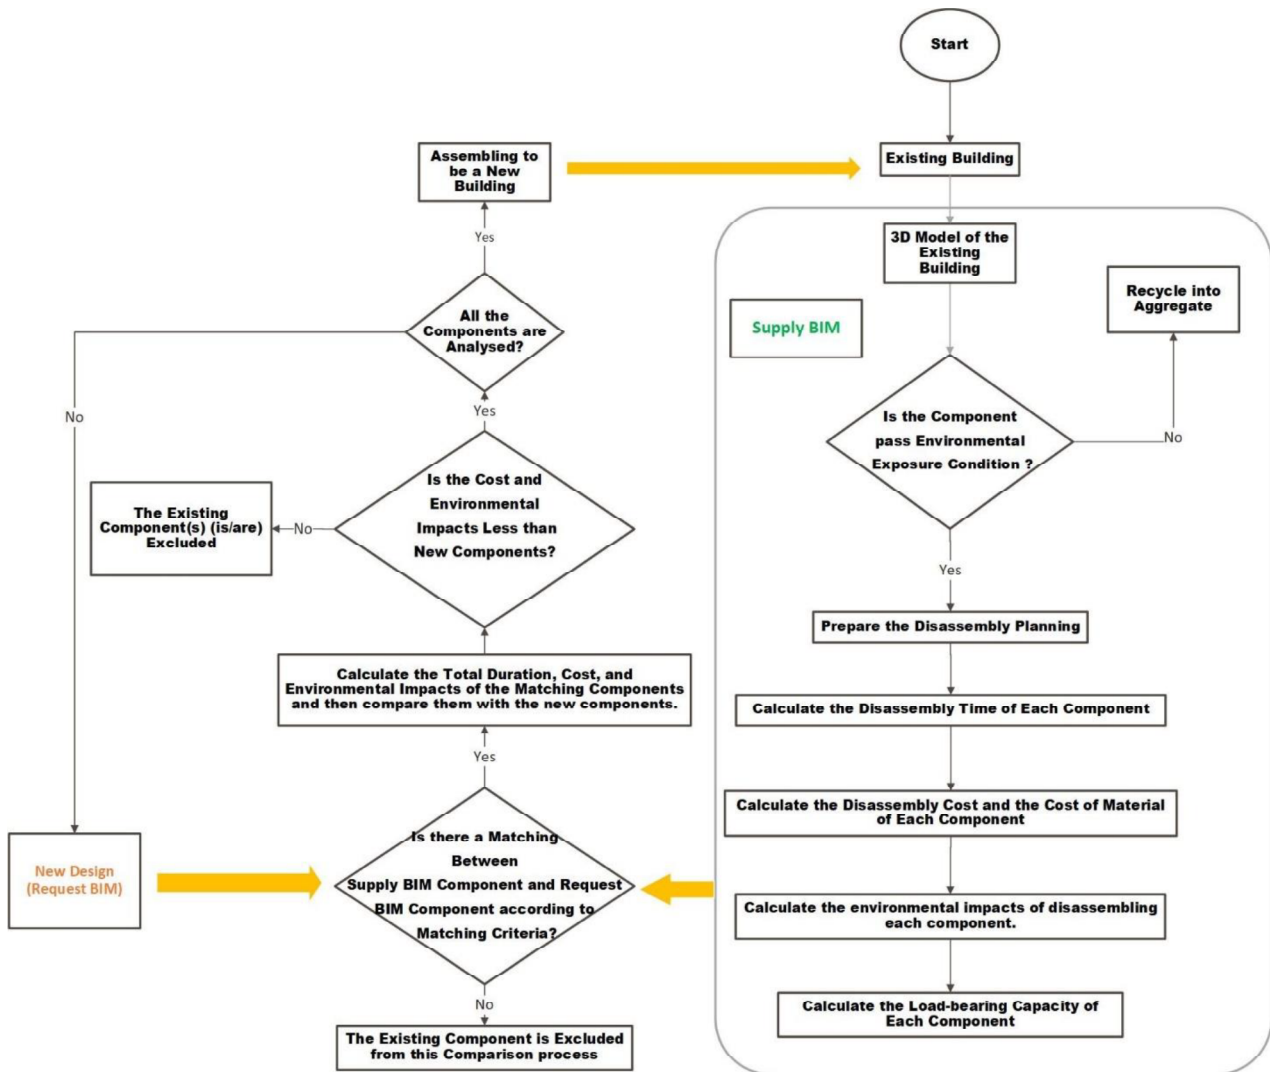 Start
Existing Building
Assembling to
be a New
Building
3D Model of the
Existing
Building
Yes
Recycle into
Aggregate
Supply BIM
All the
Components are
Analysed?
No
Yes
Is the Component
pass Environmental
Exposure Condition ?
No
Is the Cost and
Environmental
Impacts Less than
New Components?
No
The Existing
Component(s) (is/are)
Excluded
Yes
Prepare the Disassembly Planning
Calculate the Total Duration, Cost, and
Environmental Impacts of the Matching Components
and then compare them with the new components.
Calculate the Disassembly Time of Each Component
Yes
Calculate the Disassembly Cost and the Cost of Material
of Each Component
Is there a Matching
Between
Supply BIM Component and Request
BIM Component according to
Matching Criteria?
New Design
(Request BIM)
Calculate the environmental impacts of disassembling
each component.
No
Calculate the Load-bearing Capacity of
Each Component
The Existing Component is Excluded
from this Comparison process